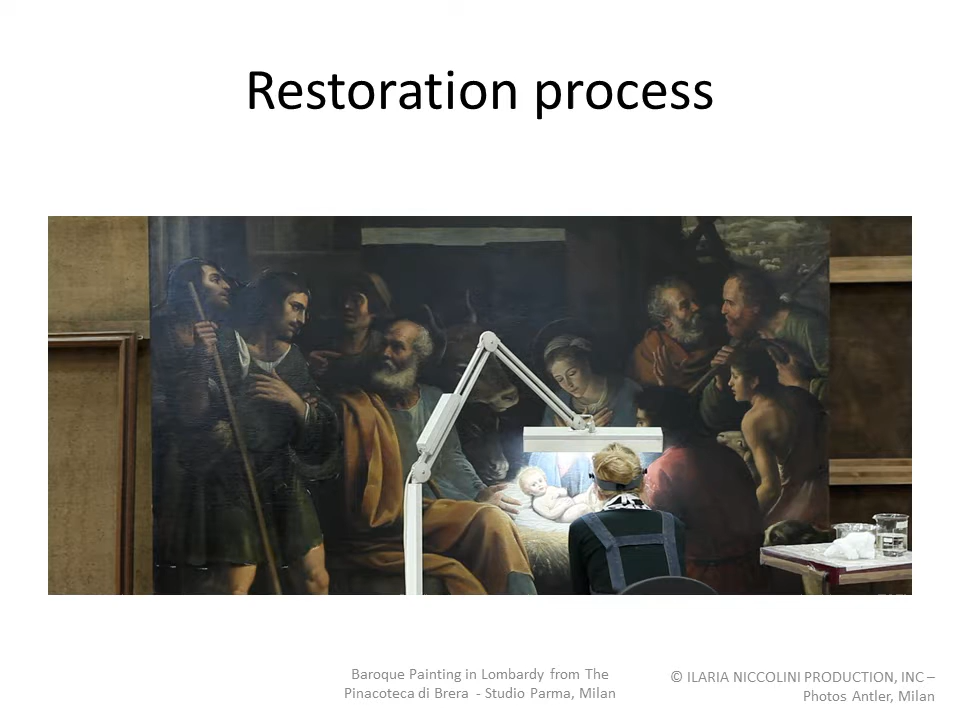 Restoration process
Baroque Painting in Lombardy from The
Pinacoteca di Brera - Studio Parma, Milan
© ILARIA NICCOLINI PRODUCTION, INC –
Photos Antler, Milan